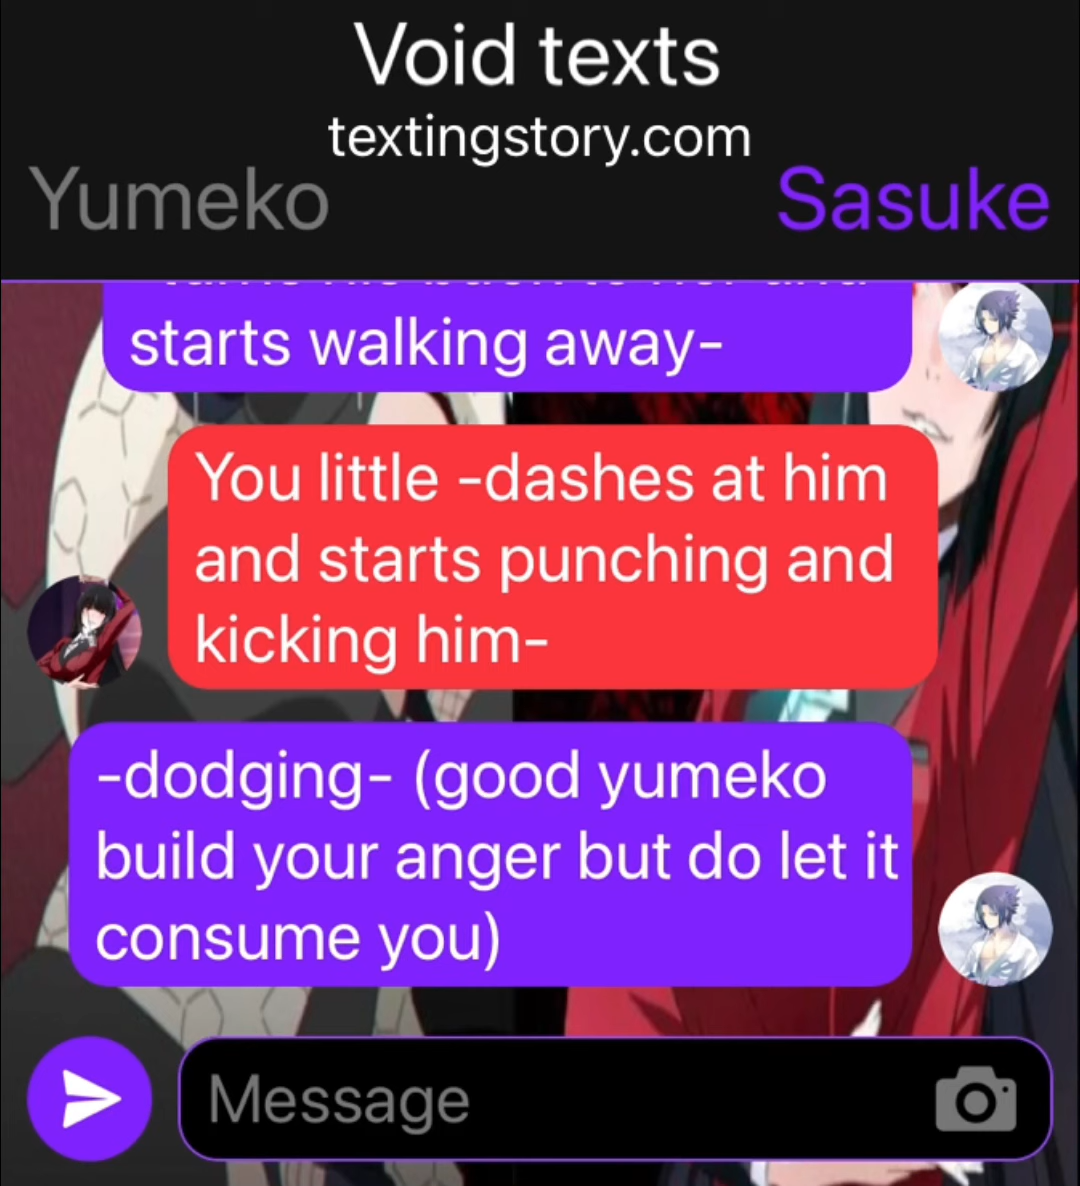 Void texts
textingstory.com
Yumeko
Sasuke
starts walking away-
You little -dashes at him
and starts punching and
kicking him-
-dodging- (good yumeko
build your anger but do let it
consume you)
Message